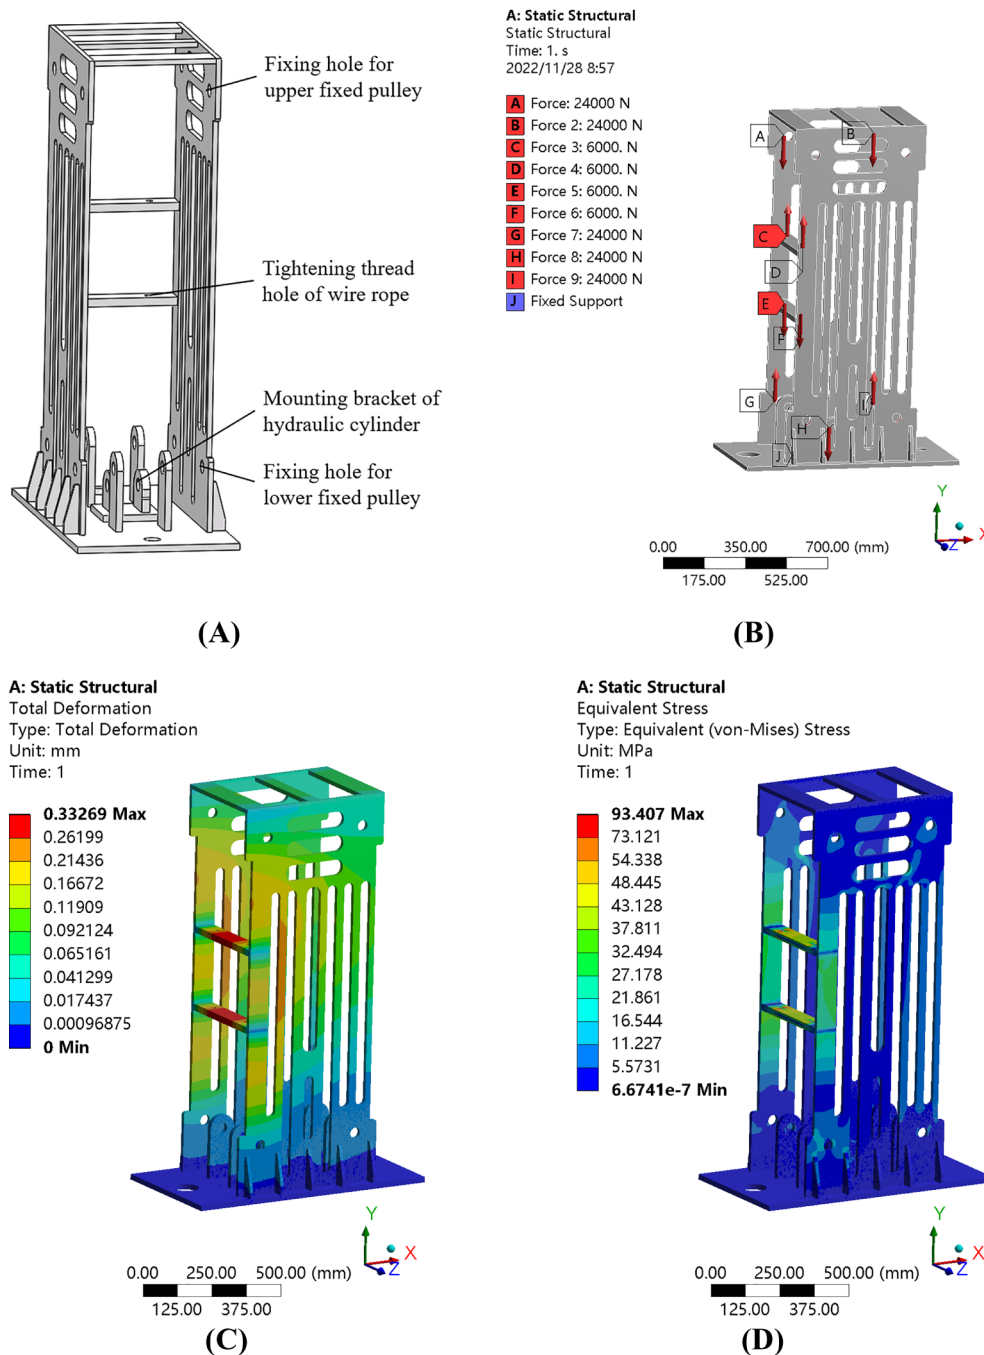 Fixing hole for
upper fixed pulley
Tightening thread
hole of wire rope
Mounting bracket of
hydraulic cylinder
Fixing hole for
lower fixed pulley
(A)
A: Static Structural
Static Structural
Time: 1. s
2022/11/28 8:57
A Force: 24000 N
B Force 2: 24000 N
C Force 3: 6000. N
D Force 4: 6000. N
E Force 5: 6000. N
F Force 6: 6000. N
G Force 7: 24000 N
H Force 8: 24000 N
I Force 9: 24000 N
J Fixed Support
A
B
C
D
E
F
G
H
I
J
Y
X
Z
0.00 350.00 700.00 (mm)
175.00 525.00
(B)
A: Static Structural
Total Deformation
Type: Total Deformation
Unit: mm
Time: 1
0.33269 Max
0.26199
0.21436
0.16672
0.11909
0.092124
0.065161
0.041299
0.017437
0.00096875
0 Min
Y
X
Z
0.00 250.00 500.00 (mm)
125.00 375.00
(C)
A: Static Structural
Equivalent Stress
Type: Equivalent (von-Mises) Stress
Unit: MPa
Time: 1
93.407 Max
73.121
54.338
48.445
43.128
37.811
32.494
27.178
21.861
16.544
11.227
5.5731
6.6741e-7 Min
Y
X
Z
0.00 250.00 500.00 (mm)
125.00 375.00
(D)